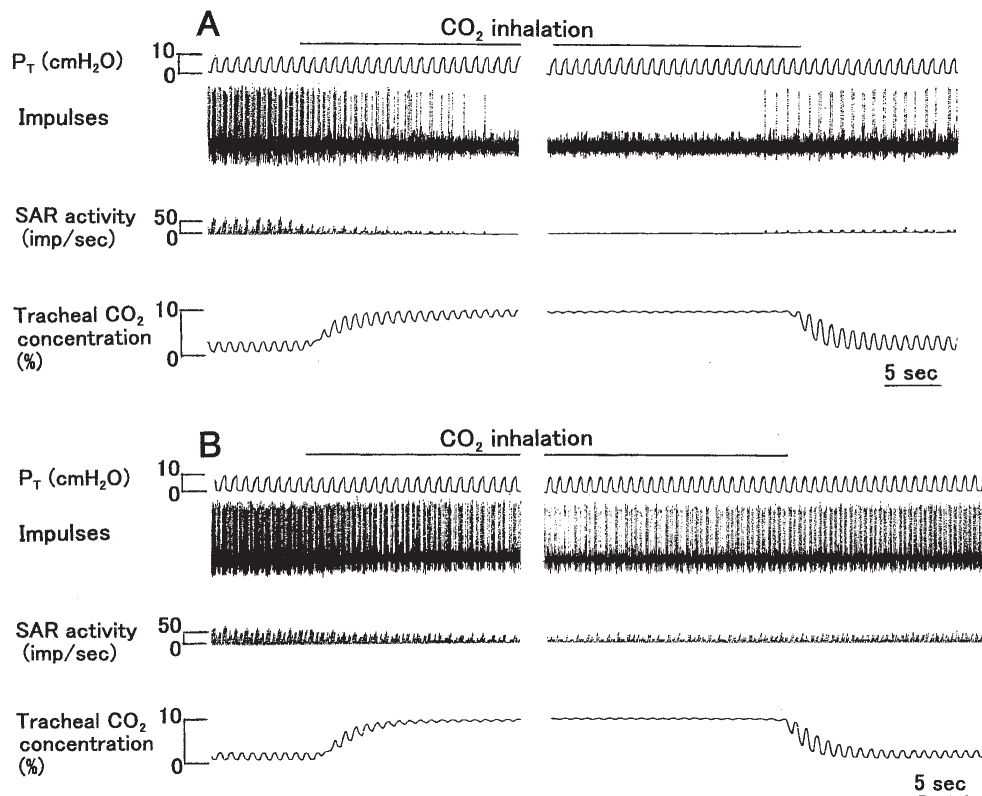 A
CO₂ inhalation
P_T (cmH₂O)
10
0
Impulses
SAR activity
(imp/sec)
50
0
Tracheal CO₂
concentration
(%)
10
0
5 sec
B
CO₂ inhalation
P_T (cmH₂O)
10
0
Impulses
SAR activity
(imp/sec)
50
0
Tracheal CO₂
concentration
(%)
10
0
5 sec